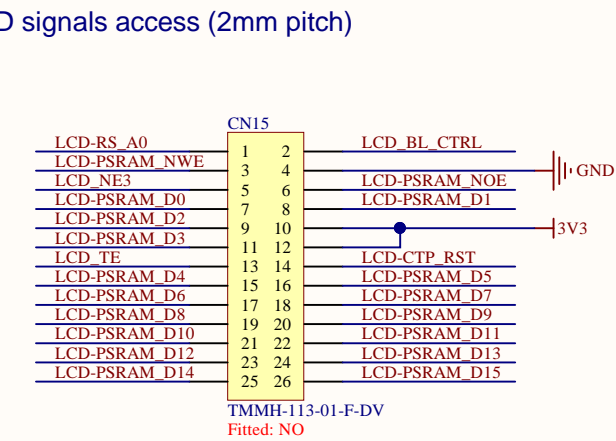 D signals access (2mm pitch)
CN15
LCD-RS_A0 1 2 LCD_BL_CTRL
LCD-PSRAM_NWE 3 4 GND
LCD_NE3 5 6 LCD-PSRAM_NOE
LCD-PSRAM_D0 7 8 LCD-PSRAM_D1
LCD-PSRAM_D2 9 10 3V3
LCD-PSRAM_D3 11 12
LCD_TE 13 14 LCD-CTP_RST
LCD-PSRAM_D4 15 16 LCD-PSRAM_D5
LCD-PSRAM_D6 17 18 LCD-PSRAM_D7
LCD-PSRAM_D8 19 20 LCD-PSRAM_D9
LCD-PSRAM_D10 21 22 LCD-PSRAM_D11
LCD-PSRAM_D12 23 24 LCD-PSRAM_D13
LCD-PSRAM_D14 25 26 LCD-PSRAM_D15
TMMH-113-01-F-DV
Fitted: NO